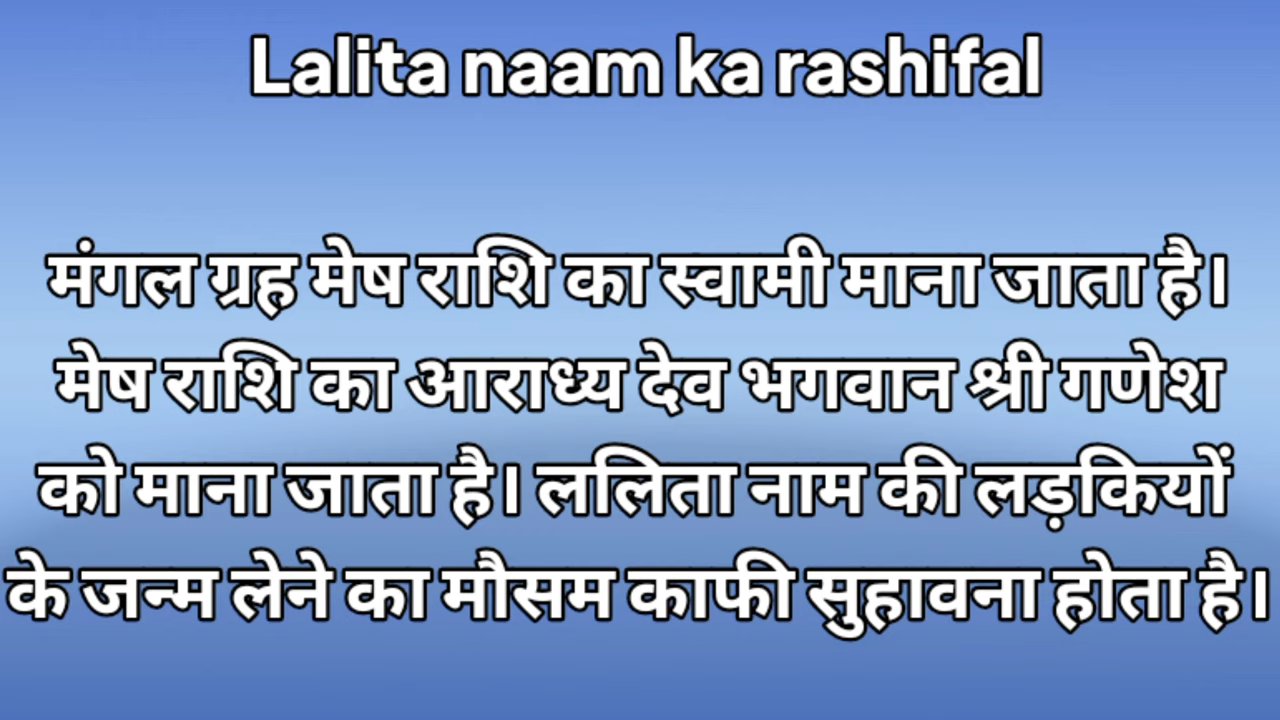 Lalita naam ka rashifal
मंगल ग्रह मेष राशि का स्वामी माना जाता है।
मेष राशि का आराध्य देव भगवान श्री गणेश
को माना जाता है। ललिता नाम की लड़कियों
के जन्म लेने का मौसम काफी सुहावना होता है।